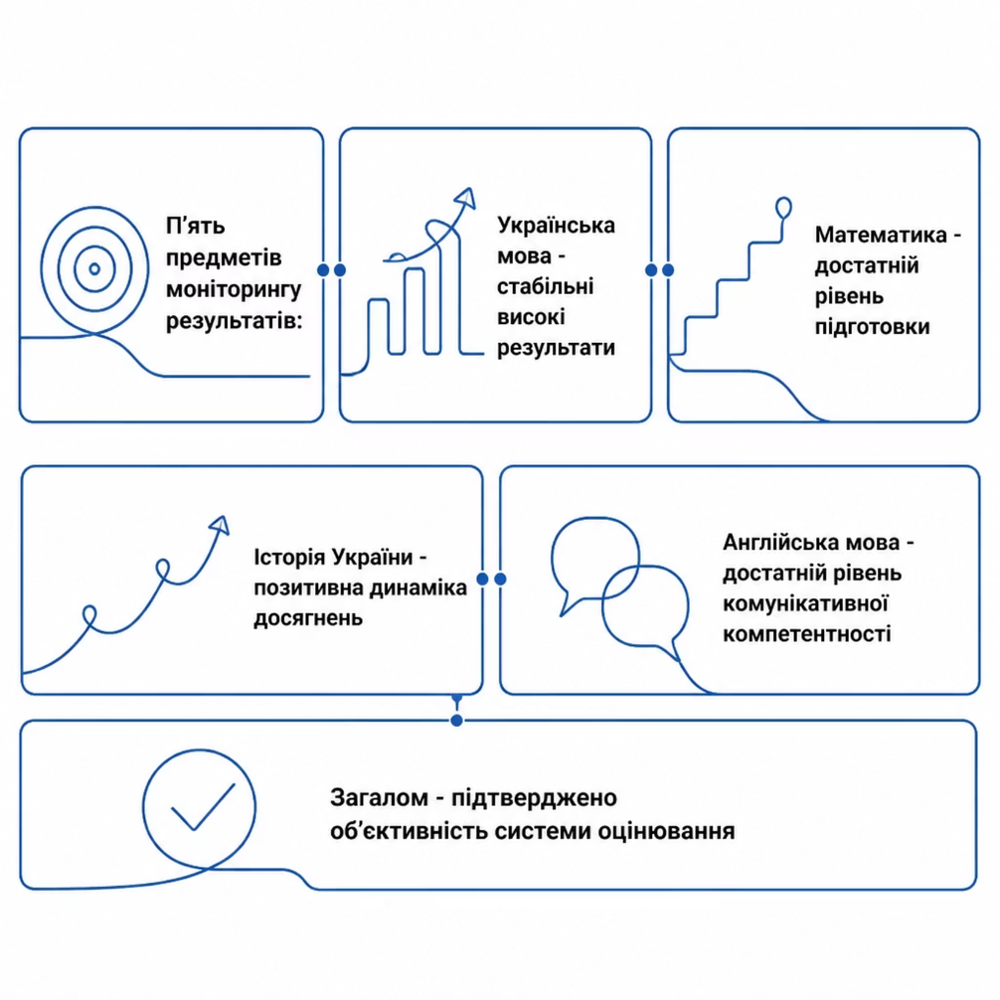 П’ять
предметів
моніторингу
результатів:
Українська
мова -
стабільні
високі
результати
Математика -
достатній
рівень
підготовки
Історія України -
позитивна динаміка
досягнень
Англійська мова -
достатній рівень
комунікативної
компетентності
Загалом - підтверджено
об’єктивність системи оцінювання